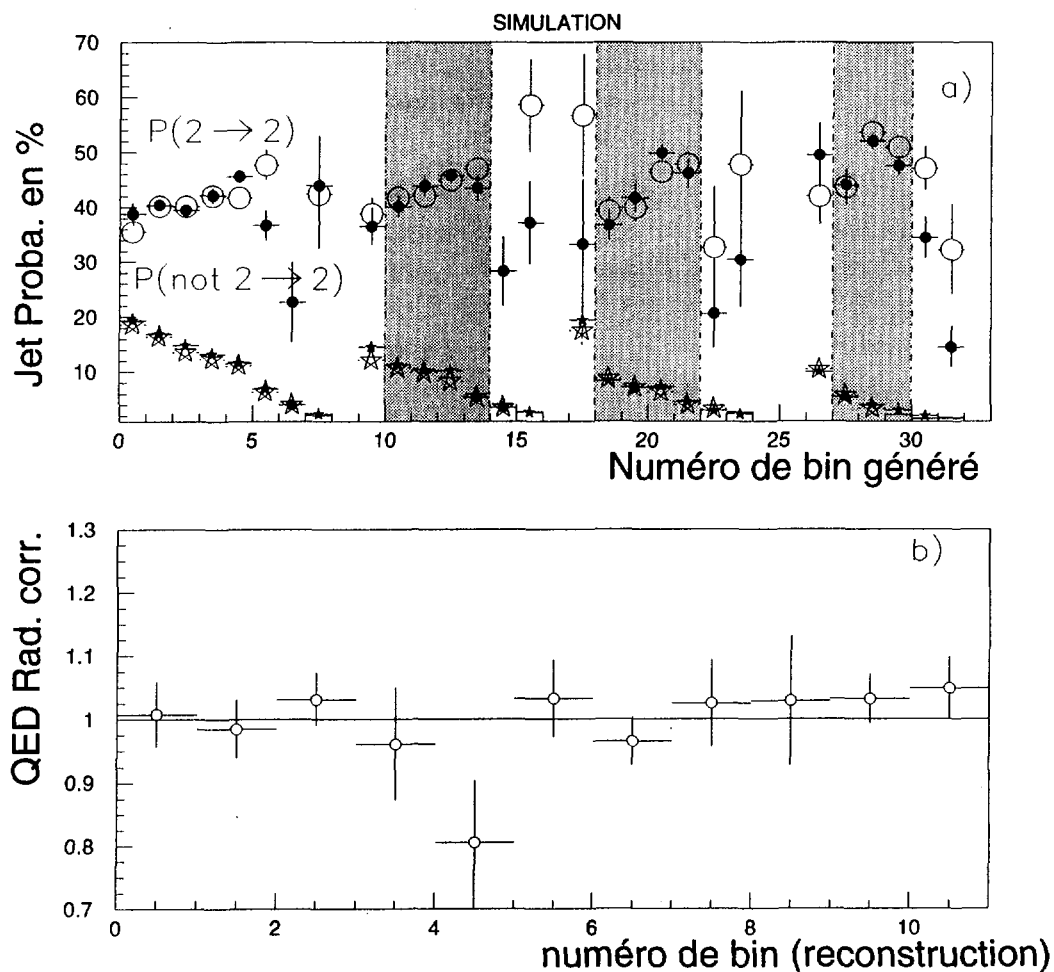 SIMULATION
Jet Proba. en %
70
60
50
40
30
20
10
a)
P(2 → 2)
P(not 2 → 2)
0 5 10 15 20 25 30
Numéro de bin généré
QED Rad. corr.
1.3
1.2
1.1
1
0.9
0.8
0.7
b)
0 2 4 6 8 10
numéro de bin (reconstruction)